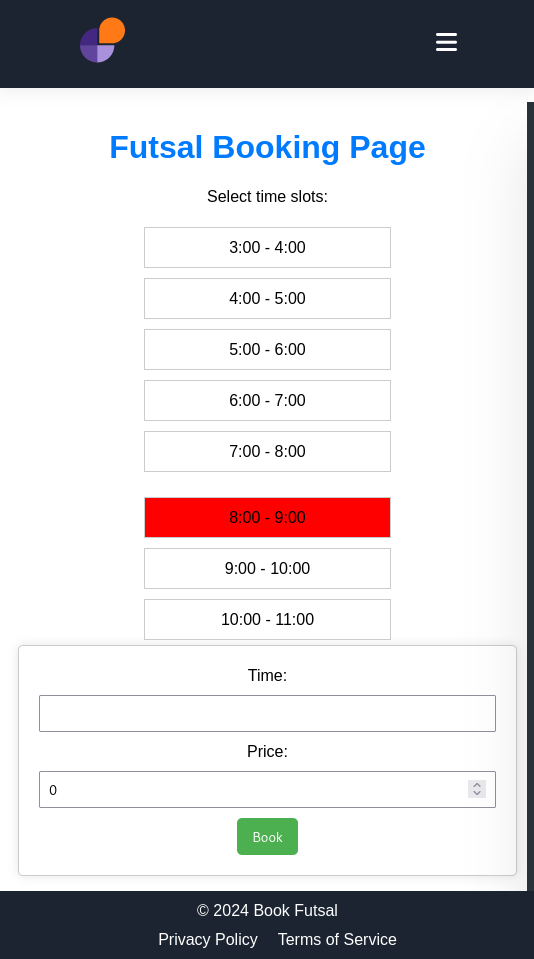 Futsal Booking Page
Select time slots:
3:00 - 4:00
4:00 - 5:00
5:00 - 6:00
6:00 - 7:00
7:00 - 8:00
8:00 - 9:00
9:00 - 10:00
10:00 - 11:00
Time:
Price:
0
Book
© 2024 Book Futsal
Privacy Policy Terms of Service